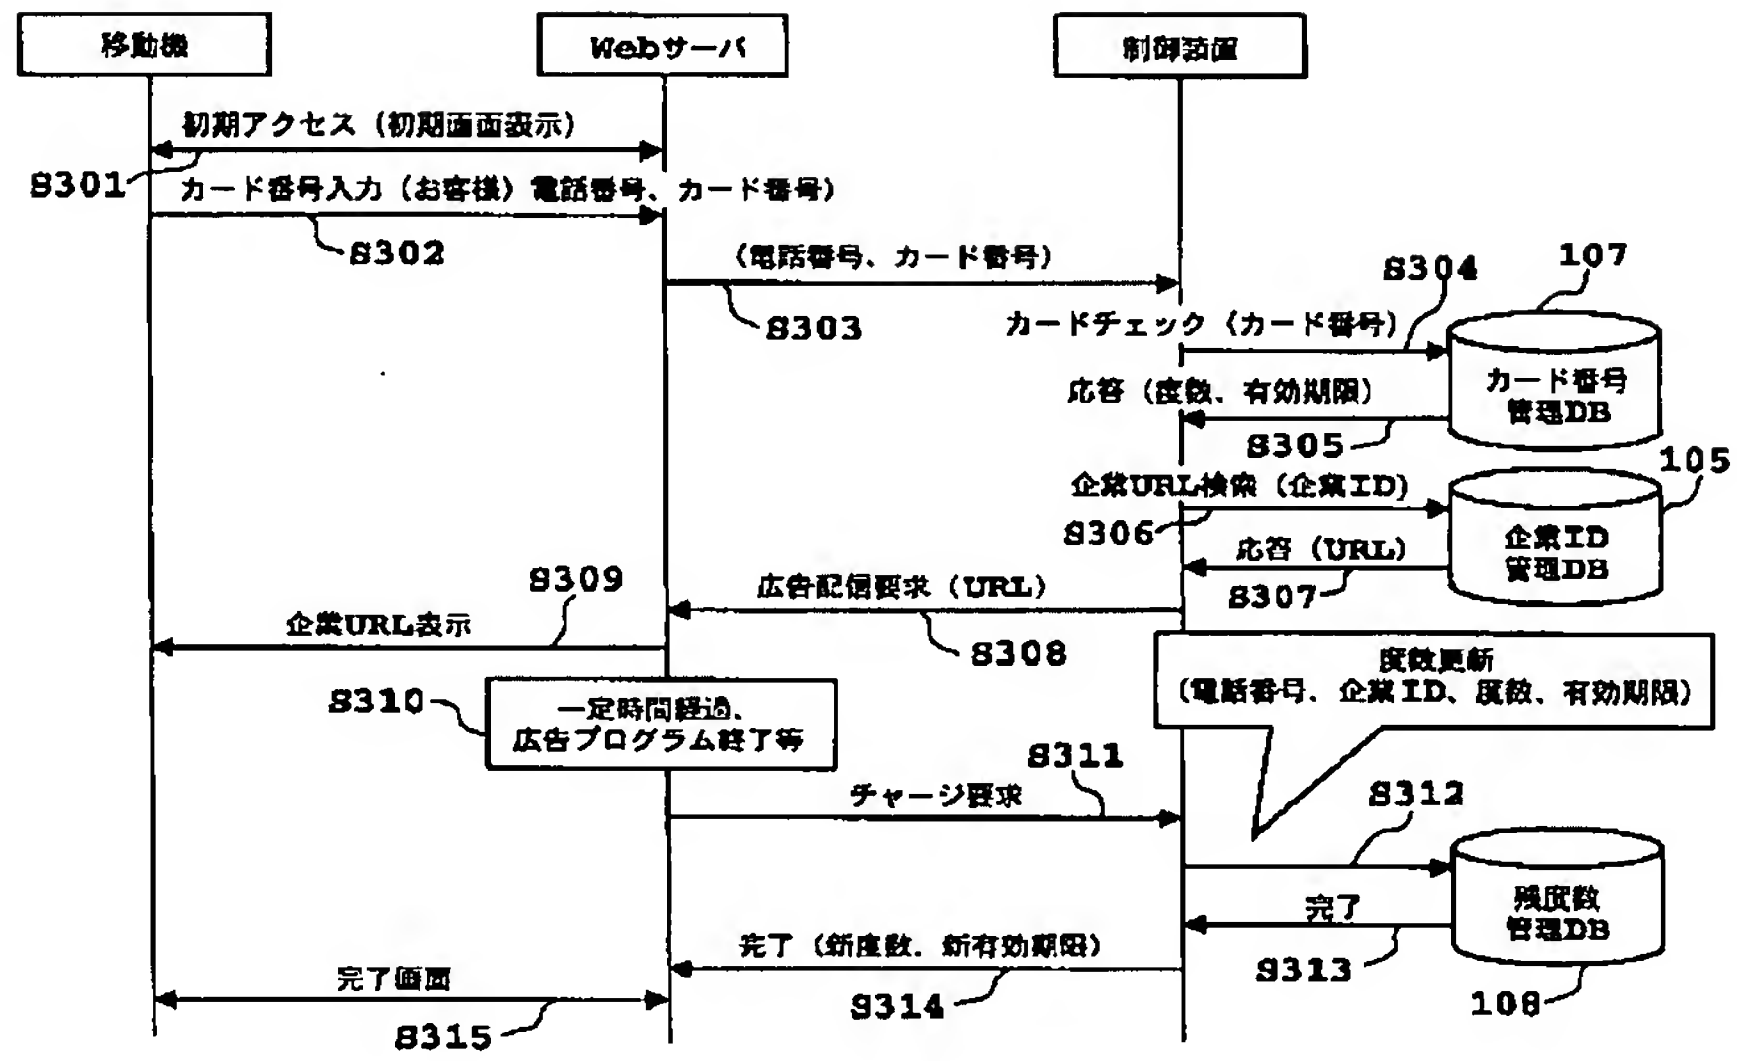 移動機
Webサーバ
制御装置
初期アクセス（初期画面表示）
S301
カード番号入力（お客様）電話番号、カード番号）
S302
（電話番号、カード番号）
S303
S304
107
カードチェック（カード番号）
カード番号
管理DB
応答（度数、有効期限）
S305
105
企業URL検索（企業ID)
S306
企業ID
管理DB
応答（URL）
S307
S309
広告配信要求（URL）
企業URL表示
S308
度数更新
（電話番号、企業ID、度数、有効期限）
S310
一定時間経過、
広告プログラム終了等
S311
チャージ要求
S312
残度数
管理DB
完了
S313
108
完了（新度数、新有効期限）
S314
完了画面
S315